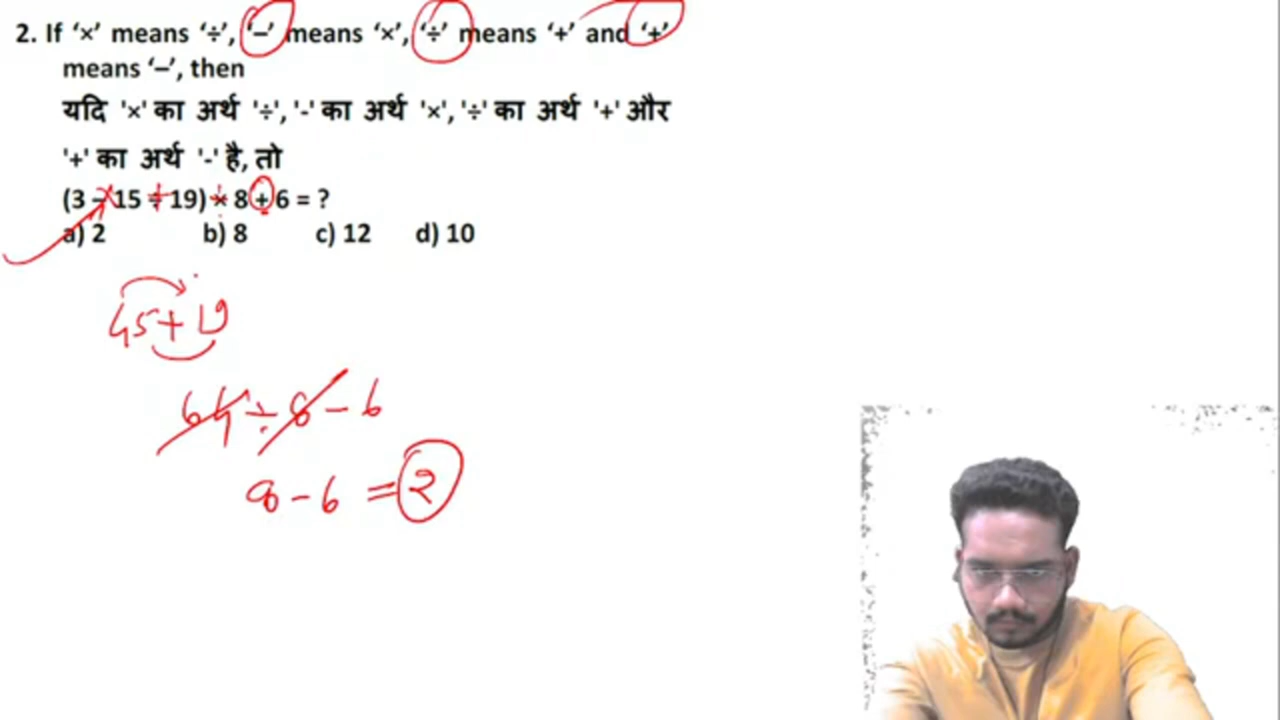 2. If ‘×’ means ‘÷’, ‘–’ means ‘×’, ‘÷’ means ‘+’ and ‘+’
means ‘–’, then
यदि '×' का अर्थ '÷', '-' का अर्थ '×', '÷' का अर्थ '+' और
'+' का अर्थ '-' है, तो
(3 – 15 ÷ 19) × 8 + 6 = ?
a) 2 b) 8 c) 12 d) 10
45+19
64÷8-6
8-6=2